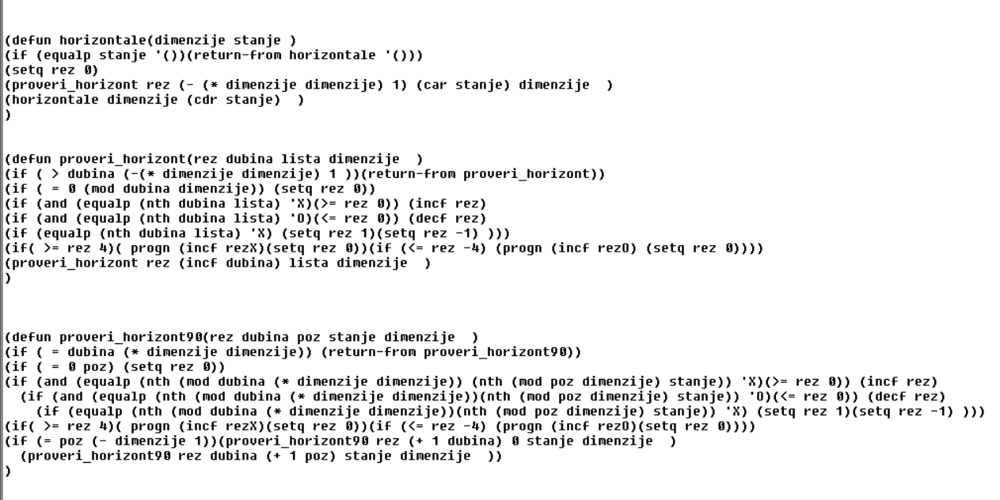 (defun horizontale(dimenzije stanje )
(if (equalp stanje '())(return-from horizontale '()))
(setq rez 0)
(proveri_horizont rez (- (* dimenzije dimenzije) 1) (car stanje) dimenzije  )
(horizontale dimenzije (cdr stanje)  )
)
(defun proveri_horizont(rez dubina lista dimenzije  )
(if ( > dubina (-(* dimenzije dimenzije) 1 ))(return-from proveri_horizont))
(if ( = 0 (mod dubina dimenzije)) (setq rez 0))
(if (and (equalp (nth dubina lista) 'X)(>= rez 0)) (incf rez)
(if (and (equalp (nth dubina lista) 'O)(<= rez 0)) (decf rez)
(if (equalp (nth dubina lista) 'X) (setq rez 1)(setq rez -1) )))
(if( >= rez 4)( progn (incf rezX)(setq rez 0))(if (<= rez -4) (progn (incf rezO) (setq rez 0))))
(proveri_horizont rez (incf dubina) lista dimenzije  )
)
(defun proveri_horizont90(rez dubina poz stanje dimenzije  )
(if ( = dubina (* dimenzije dimenzije)) (return-from proveri_horizont90))
(if ( = 0 poz) (setq rez 0))
(if (and (equalp (nth (mod dubina (* dimenzije dimenzije)) (nth (mod poz dimenzije) stanje)) 'X)(>= rez 0)) (incf rez)
  (if (and (equalp (nth (mod dubina (* dimenzije dimenzije))(nth (mod poz dimenzije) stanje)) 'O)(<= rez 0)) (decf rez)
    (if (equalp (nth (mod dubina (* dimenzije dimenzije))(nth (mod poz dimenzije) stanje)) 'X) (setq rez 1)(setq rez -1) )))
(if( >= rez 4)( progn (incf rezX)(setq rez 0))(if (<= rez -4) (progn (incf rezO)(setq rez 0))))
(if (= poz (- dimenzije 1))(proveri_horizont90 rez (+ 1 dubina) 0 stanje dimenzije  )
  (proveri_horizont90 rez dubina (+ 1 poz) stanje dimenzije  ))
)